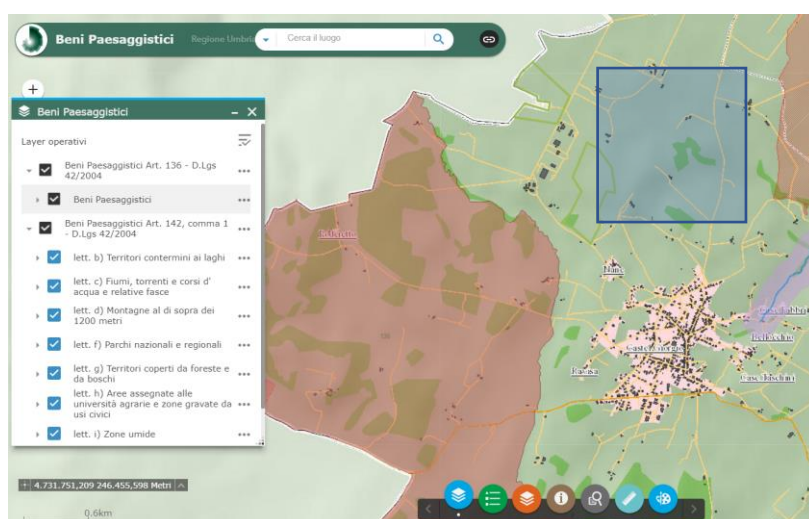 Beni Paesaggistici Regione Umbria Cerca il luogo
+
Beni Paesaggistici
Layer operativi
Beni Paesaggistici Art. 136 - D.Lgs
42/2004
Beni Paesaggistici
Beni Paesaggistici Art. 142, comma 1
- D.Lgs 42/2004
lett. b) Territori contermini ai laghi
lett. c) Fiumi, torrenti e corsi d'
acqua e relative fasce
lett. d) Montagne al di sopra dei
1200 metri
lett. f) Parchi nazionali e regionali
lett. g) Territori coperti da foreste e
da boschi
lett. h) Aree assegnate alle
università agrarie e zone gravate da
usi civici
lett. i) Zone umide
4.731.751,209 246.455,598 Metri
0.6km
Castel Giorgio